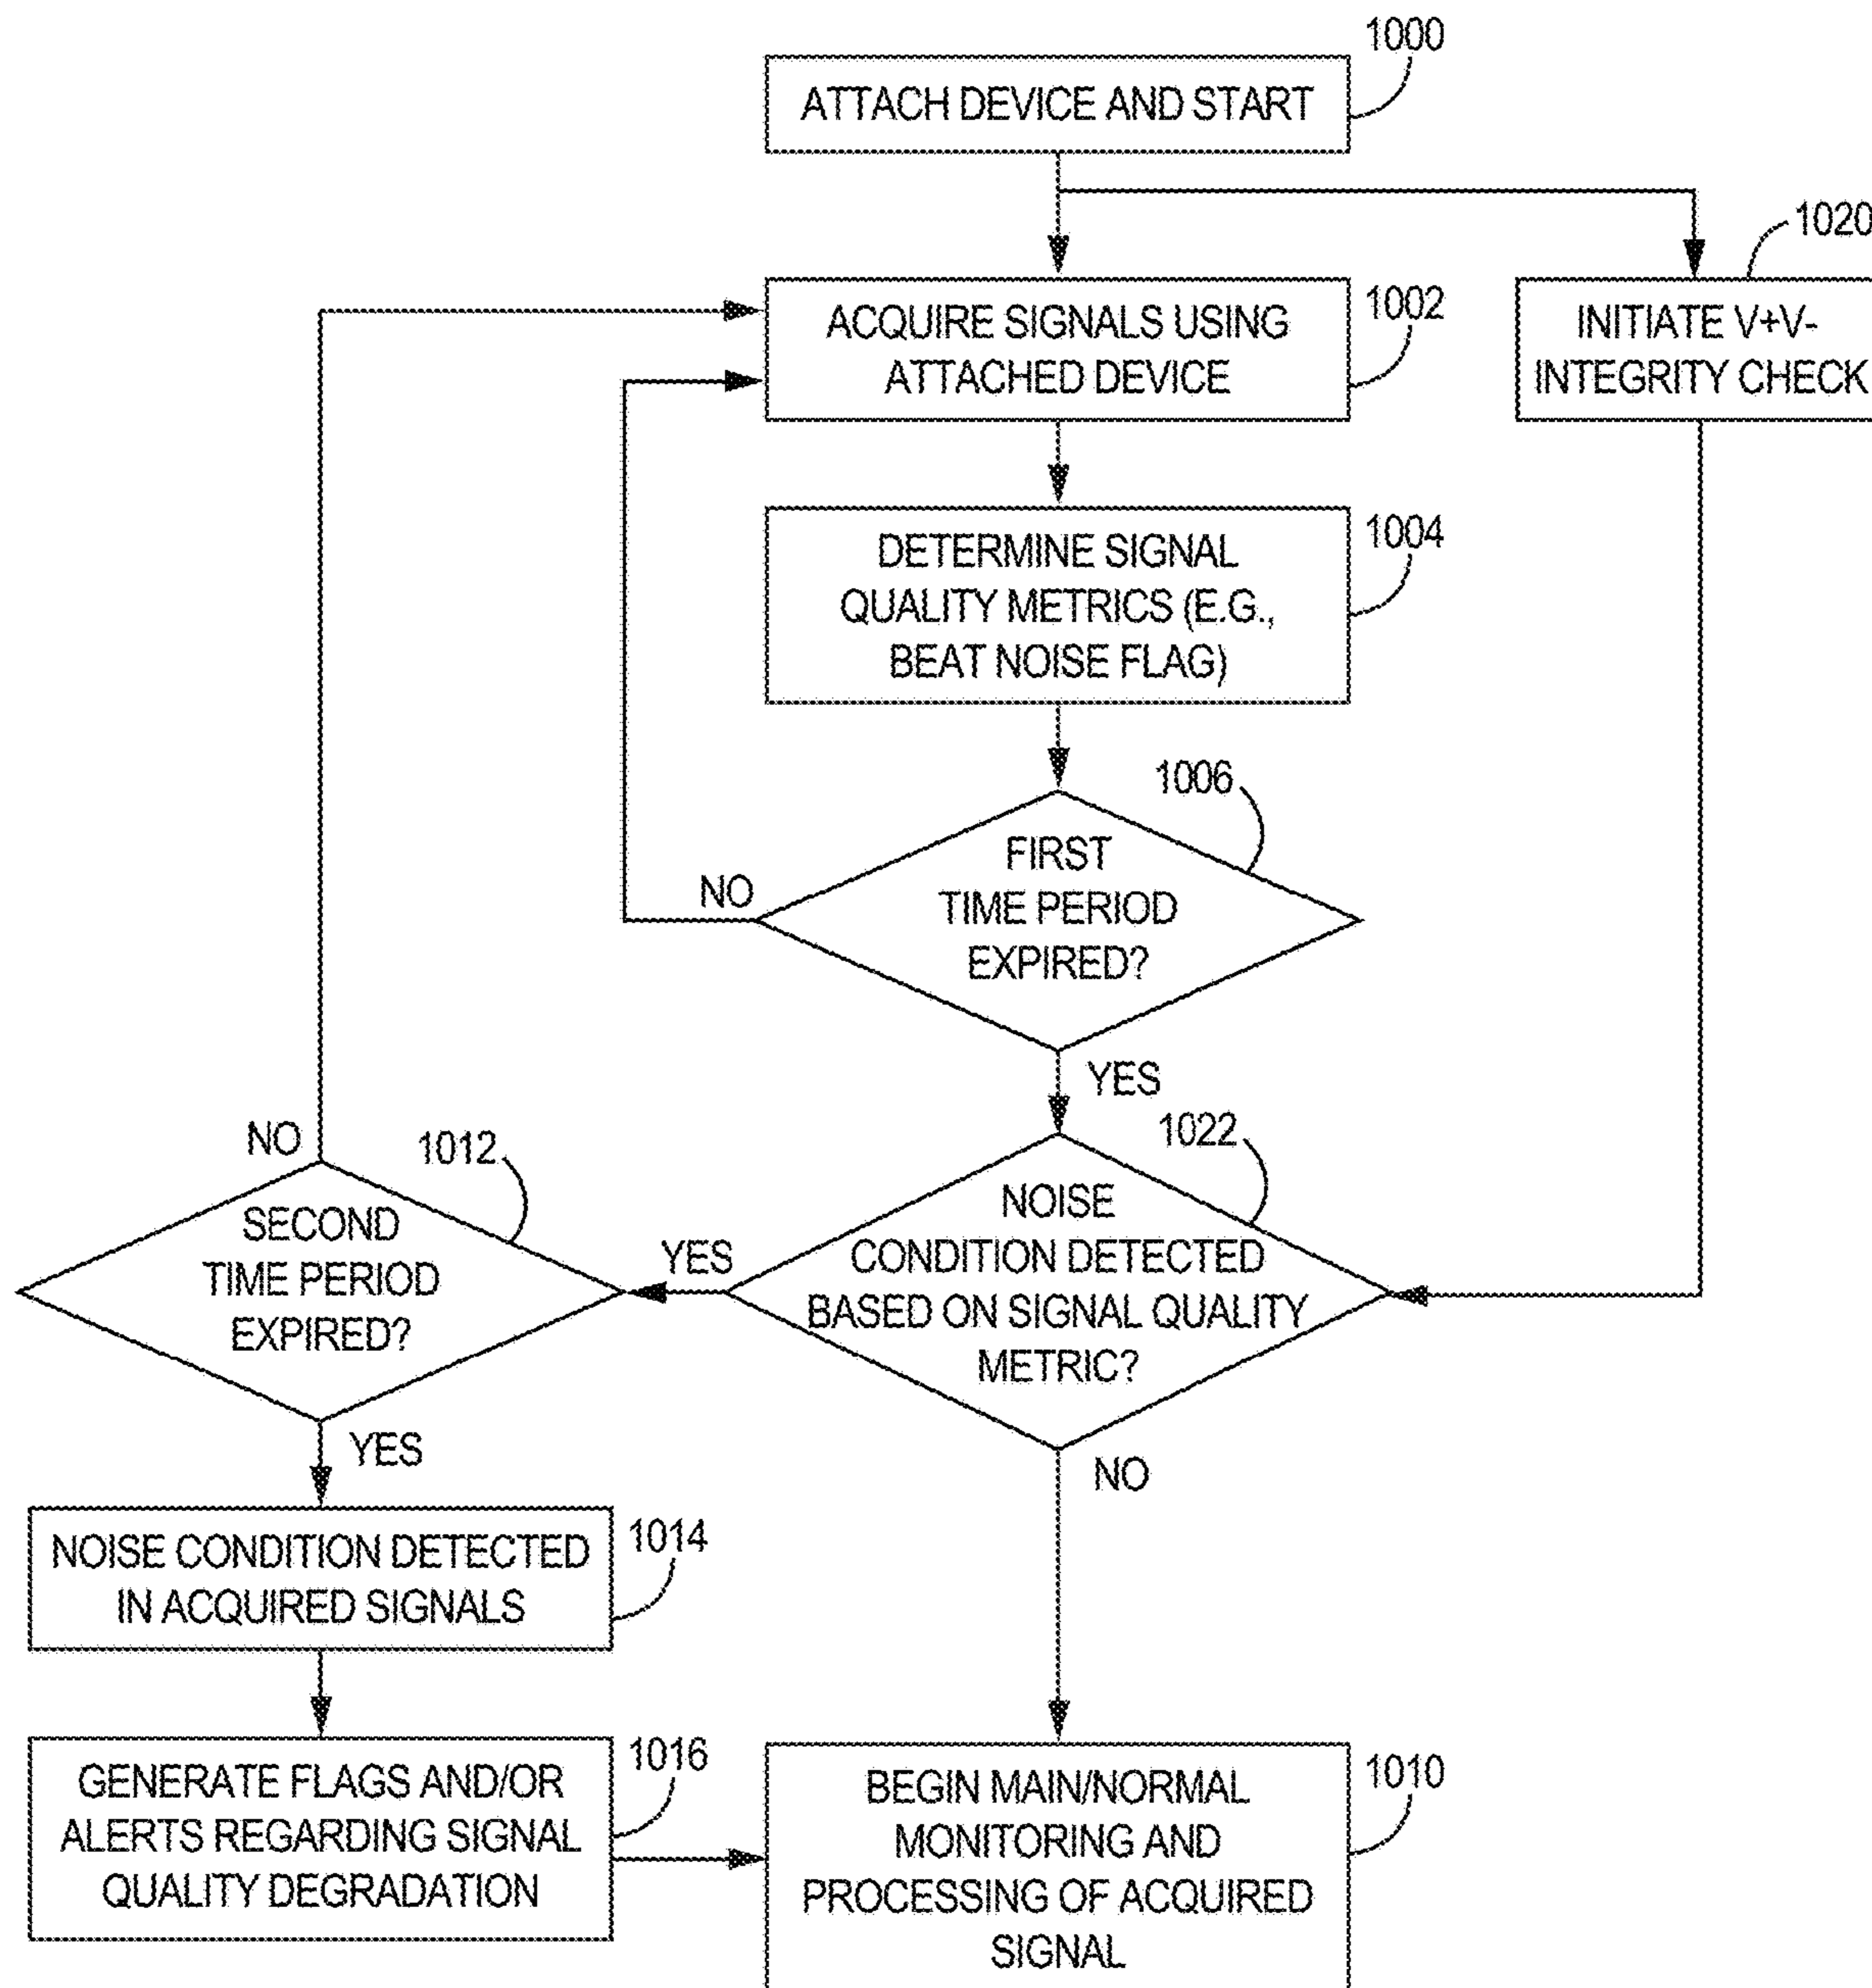 1000
ATTACH DEVICE AND START
1020
ACQUIRE SIGNALS USING
ATTACHED DEVICE
1002
INITIATE V+V-
INTEGRITY CHECK
DETERMINE SIGNAL
QUALITY METRICS (E.G.,
BEAT NOISE FLAG)
1004
1006
FIRST
TIME PERIOD
EXPIRED?
NO
YES
NO
1012
1022
SECOND
TIME PERIOD
EXPIRED?
YES
NOISE
CONDITION DETECTED
BASED ON SIGNAL QUALITY
METRIC?
YES
NO
NOISE CONDITION DETECTED
IN ACQUIRED SIGNALS
1014
GENERATE FLAGS AND/OR
ALERTS REGARDING SIGNAL
QUALITY DEGRADATION
1016
BEGIN MAIN/NORMAL
MONITORING AND
PROCESSING OF ACQUIRED
SIGNAL
1010